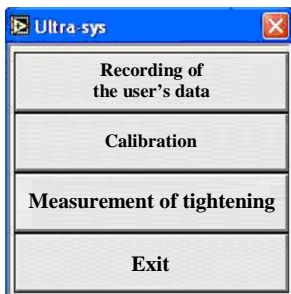 Ultra-sys
Recording of
the user's data
Calibration
Measurement of tightening
Exit